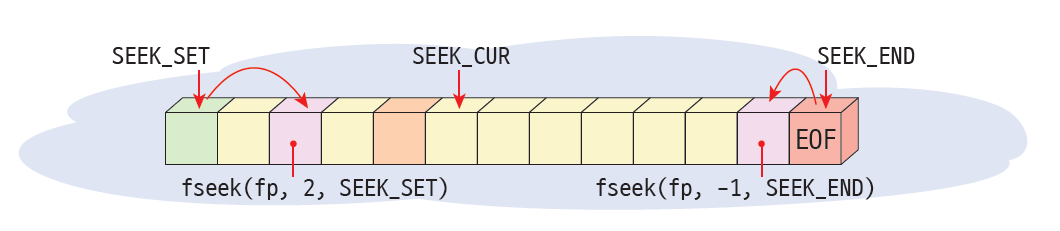 SEEK_SET SEEK_CUR SEEK_END
EOF
fseek(fp, 2, SEEK_SET) fseek(fp, -1, SEEK_END)